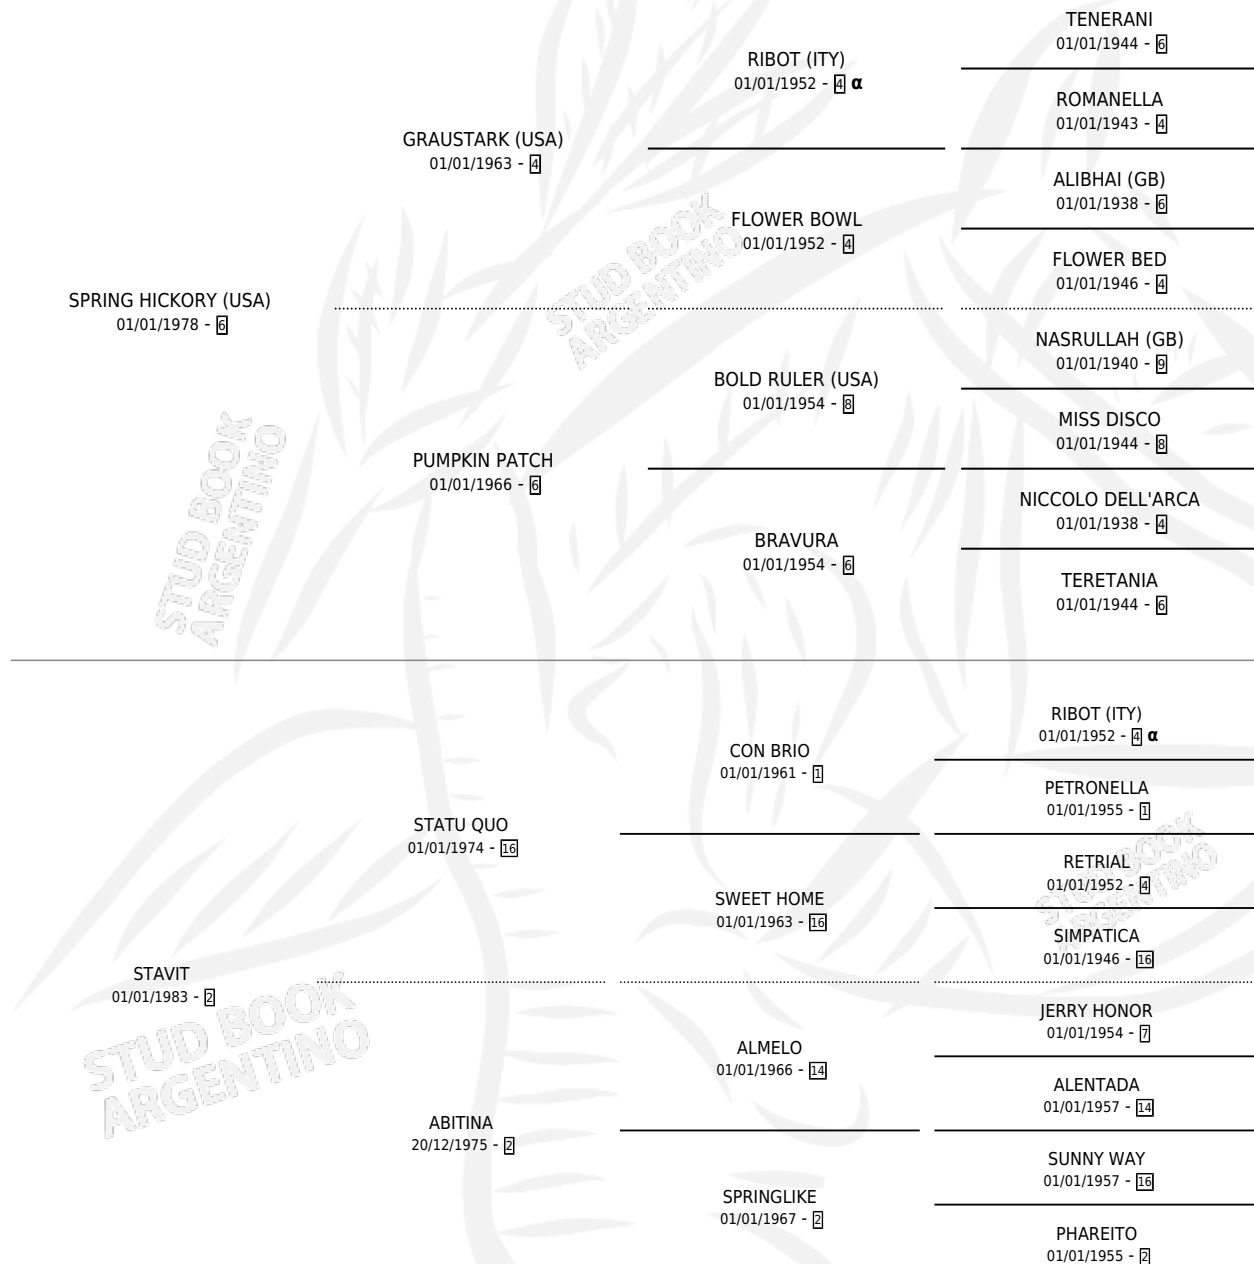 TENERANI
01/01/1944 - 6
RIBOT (ITY)
01/01/1952 - 4 α
ROMANELLA
01/01/1943 - 4
GRAUSTARK (USA)
01/01/1963 - 4
ALIBHAI (GB)
01/01/1938 - 6
FLOWER BOWL
01/01/1952 - 4
FLOWER BED
01/01/1946 - 4
SPRING HICKORY (USA)
01/01/1978 - 6
NASRULLAH (GB)
01/01/1940 - 9
BOLD RULER (USA)
01/01/1954 - 8
MISS DISCO
01/01/1944 - 8
PUMPKIN PATCH
01/01/1966 - 6
NICCOLO DELL'ARCA
01/01/1938 - 4
BRAVURA
01/01/1954 - 6
TERETANIA
01/01/1944 - 6
STUD BOOK
ARGENTINO
STUD BOOK
ARGENTINO
RIBOT (ITY)
01/01/1952 - 4 α
CON BRIO
01/01/1961 - 1
PETRONELLA
01/01/1955 - 1
STATU QUO
01/01/1974 - 16
RETRIAL
01/01/1952 - 4
SWEET HOME
01/01/1963 - 16
SIMPATICA
01/01/1946 - 16
STAVIT
01/01/1983 - 2
JERRY HONOR
01/01/1954 - 7
ALMELO
01/01/1966 - 14
ALENTADA
01/01/1957 - 14
ABITINA
20/12/1975 - 2
SUNNY WAY
01/01/1957 - 16
SPRINGLIKE
01/01/1967 - 2
PHAREITO
01/01/1955 - 2
STUD BOOK
ARGENTINO
STUD BOOK
ARGENTINO